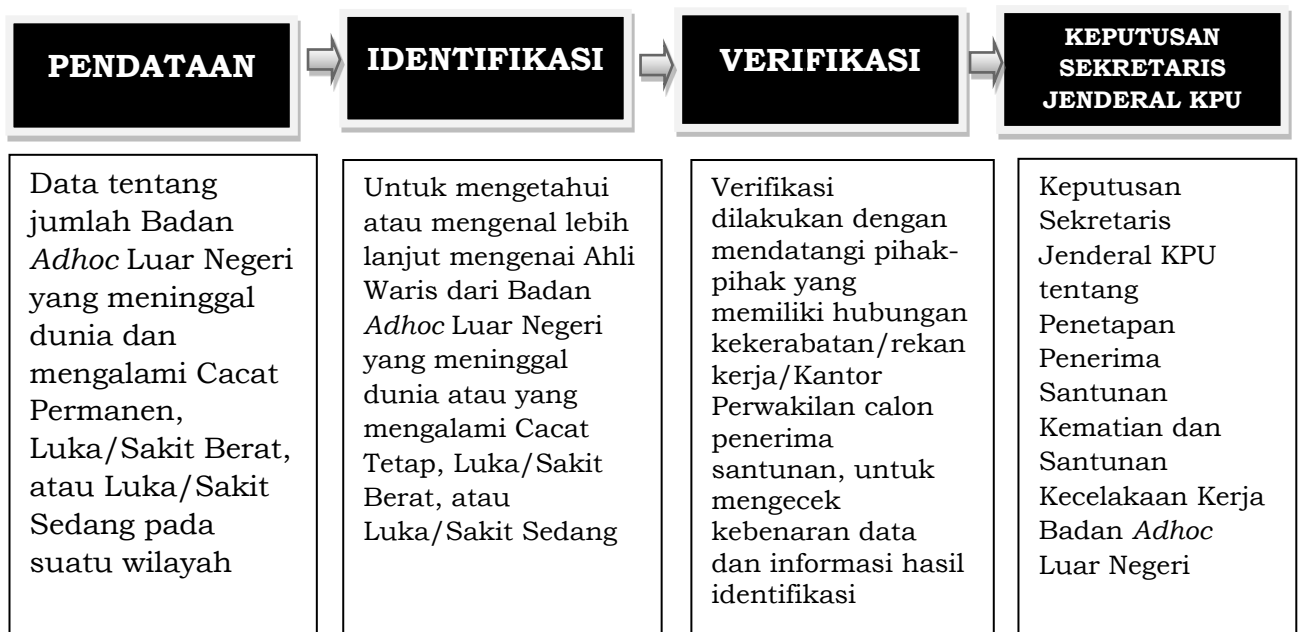 PENDATAAN
IDENTIFIKASI
VERIFIKASI
KEPUTUSAN
SEKRETARIS
JENDERAL KPU
Data tentang
jumlah Badan
Adhoc Luar Negeri
yang meninggal
dunia dan
mengalami Cacat
Permanen,
Luka/Sakit Berat,
atau Luka/Sakit
Sedang pada
suatu wilayah
Untuk mengetahui
atau mengenal lebih
lanjut mengenai Ahli
Waris dari Badan
Adhoc Luar Negeri
yang meninggal
dunia atau yang
mengalami Cacat
Tetap, Luka/Sakit
Berat, atau
Luka/Sakit Sedang
Verifikasi
dilakukan dengan
mendatangi pihak-
pihak yang
memiliki hubungan
kekerabatan/rekan
kerja/Kantor
Perwakilan calon
penerima
santunan, untuk
mengecek
kebenaran data
dan informasi hasil
identifikasi
Keputusan
Sekretaris
Jenderal KPU
tentang
Penetapan
Penerima
Santunan
Kematian dan
Santunan
Kecelakaan Kerja
Badan Adhoc
Luar Negeri